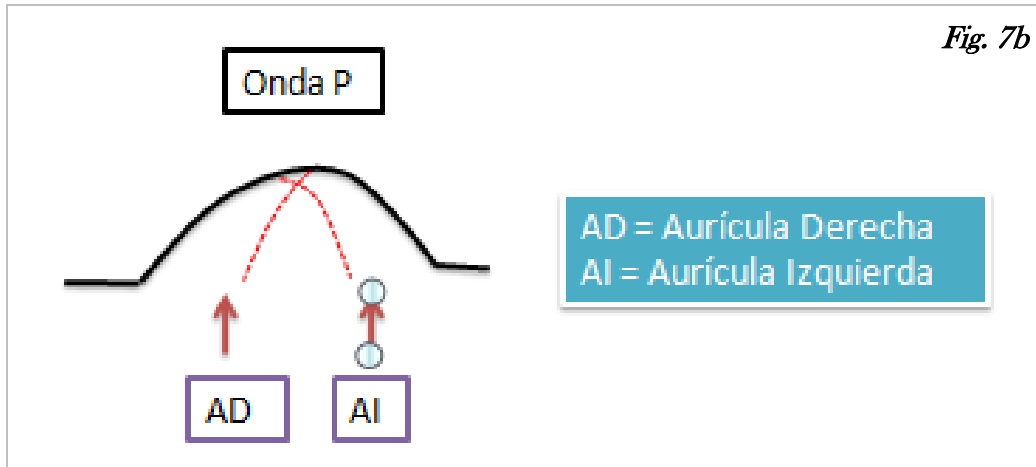 Fig. 7b
Onda P
AD = Aurícula Derecha
AI = Aurícula Izquierda
AD
AI